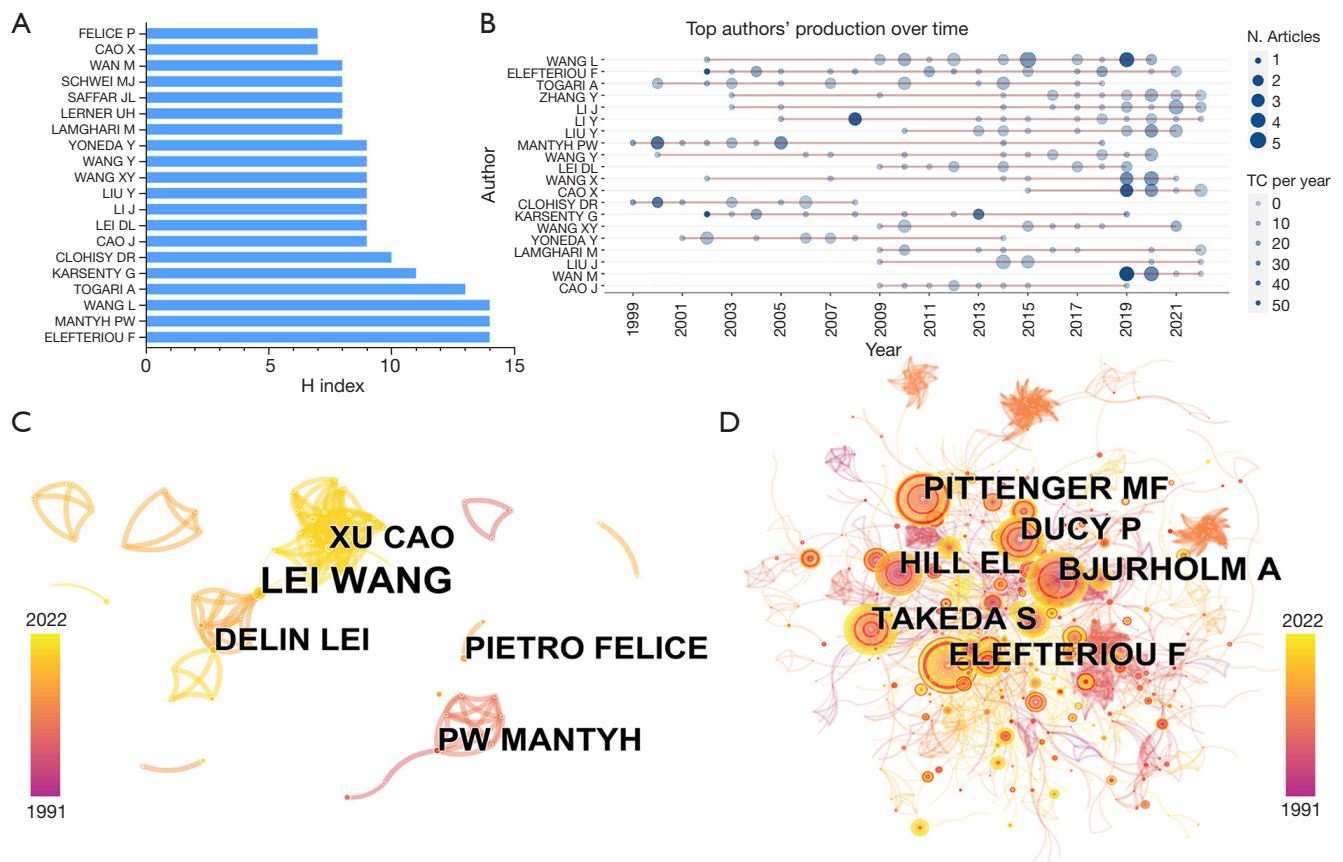 A
FELICE P
CAO X
WAN M
SCHWEI MJ
SAFFAR JL
LERNER UH
LAMGHARI M
YONEDA Y
WANG Y
WANG XY
LIU Y
LI J
LEI DL
CAO J
CLOHISY DR
KARSENTY G
TOGARI A
WANG L
MANTYH PW
ELEFTERIOU F
0 5 10 15
H index
B
Top authors' production over time
Author
WANG L
ELEFTERIOU F
TOGARI A
ZHANG Y
LI J
LI Y
LIU Y
MANTYH PW
WANG Y
LEI DL
WANG X
CAO X
CLOHISY DR
KARSENTY G
WANG XY
YONEDA Y
LAMGHARI M
LIU J
WAN M
CAO J
1999 2001 2003 2005 2007 2009 2011 2013 2015 2017 2019 2021
Year
N. Articles
1
2
3
4
5
TC per year
0
10
20
30
40
50
C
XU CAO
LEI WANG
DELIN LEI
PIETRO FELICE
PW MANTYH
2022
1991
D
PITTENGER MF
DUCY P
HILL EL
BJURHOLM A
TAKEDA S
ELEFTERIOU F
2022
1991